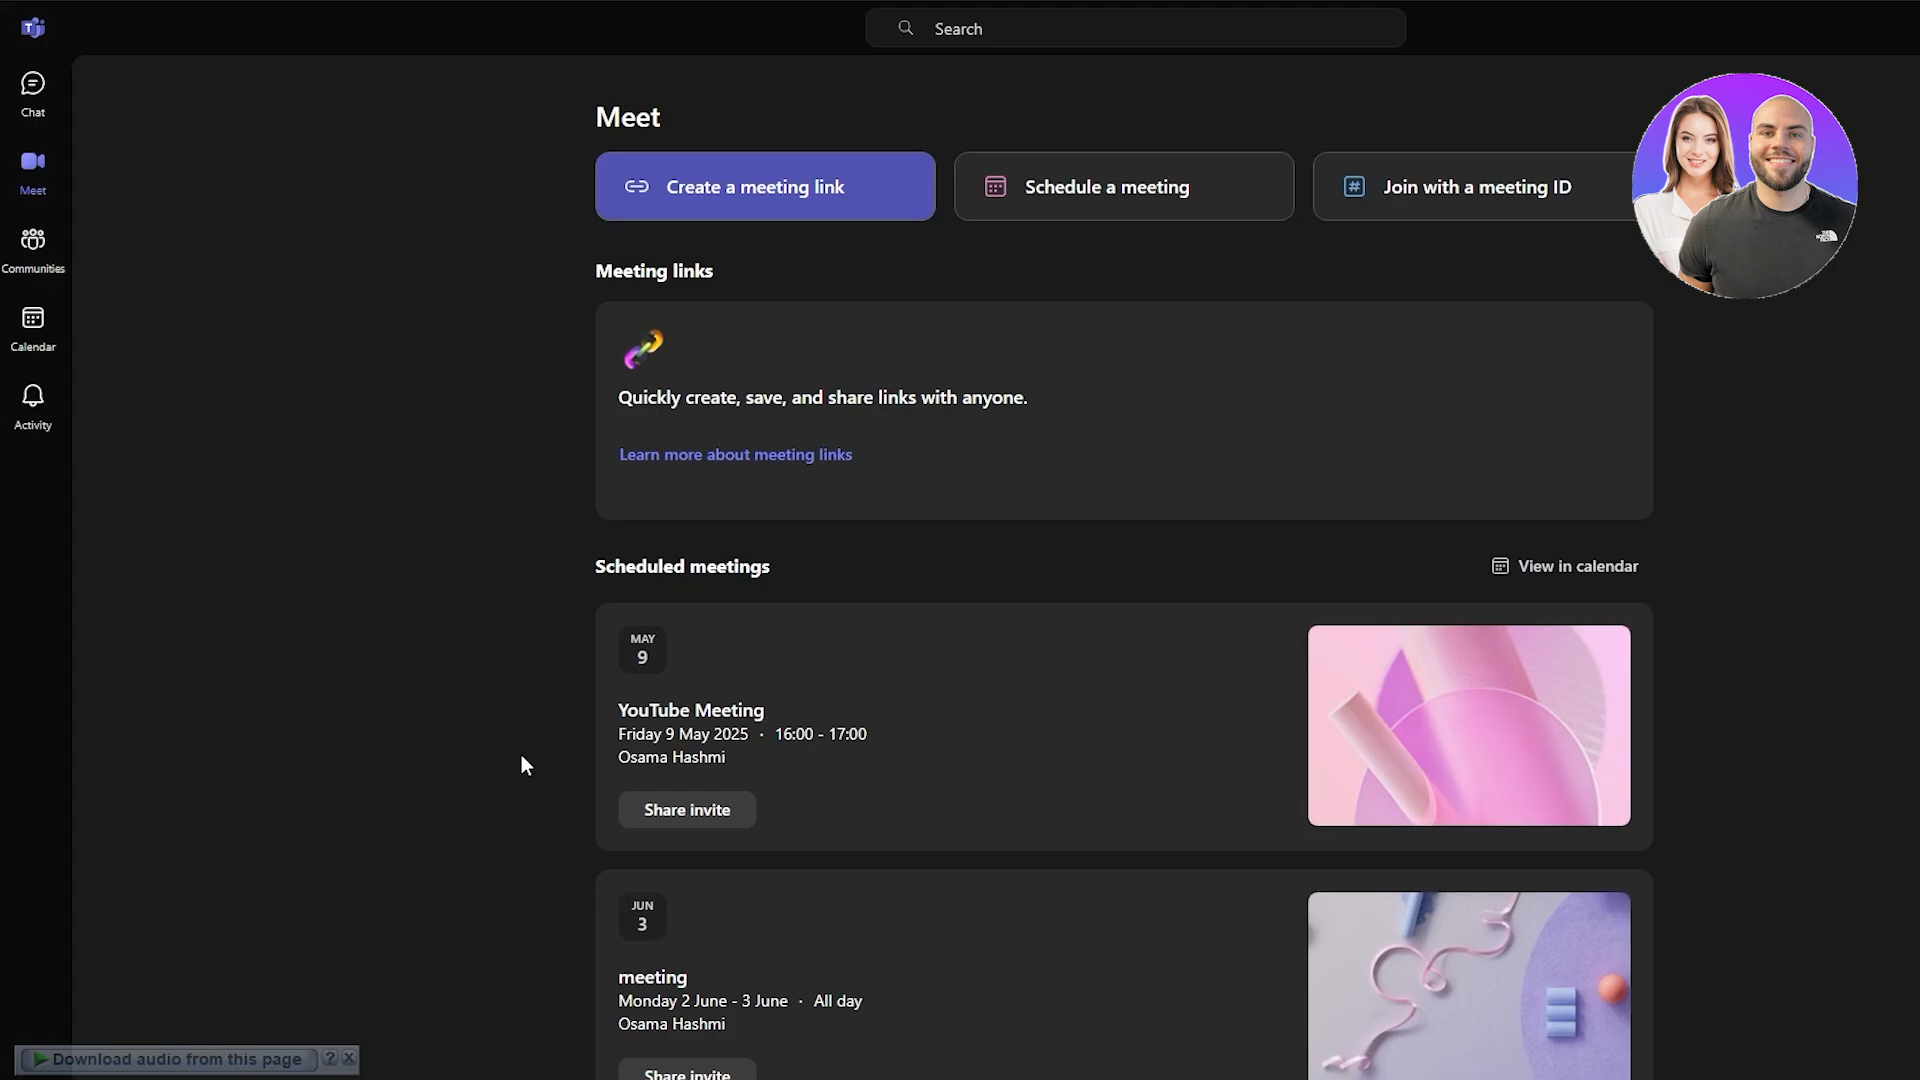 Search
Chat
Meet
Communities
Calendar
Activity
Meet
Create a meeting link
Schedule a meeting
Join with a meeting ID
Meeting links
Quickly create, save, and share links with anyone.
Learn more about meeting links
Scheduled meetings
View in calendar
MAY
9
YouTube Meeting
Friday 9 May 2025 · 16:00 - 17:00
Osama Hashmi
Share invite
JUN
3
meeting
Monday 2 June - 3 June · All day
Osama Hashmi
Share invite
Download audio from this page ? X
THE NORTH FACE